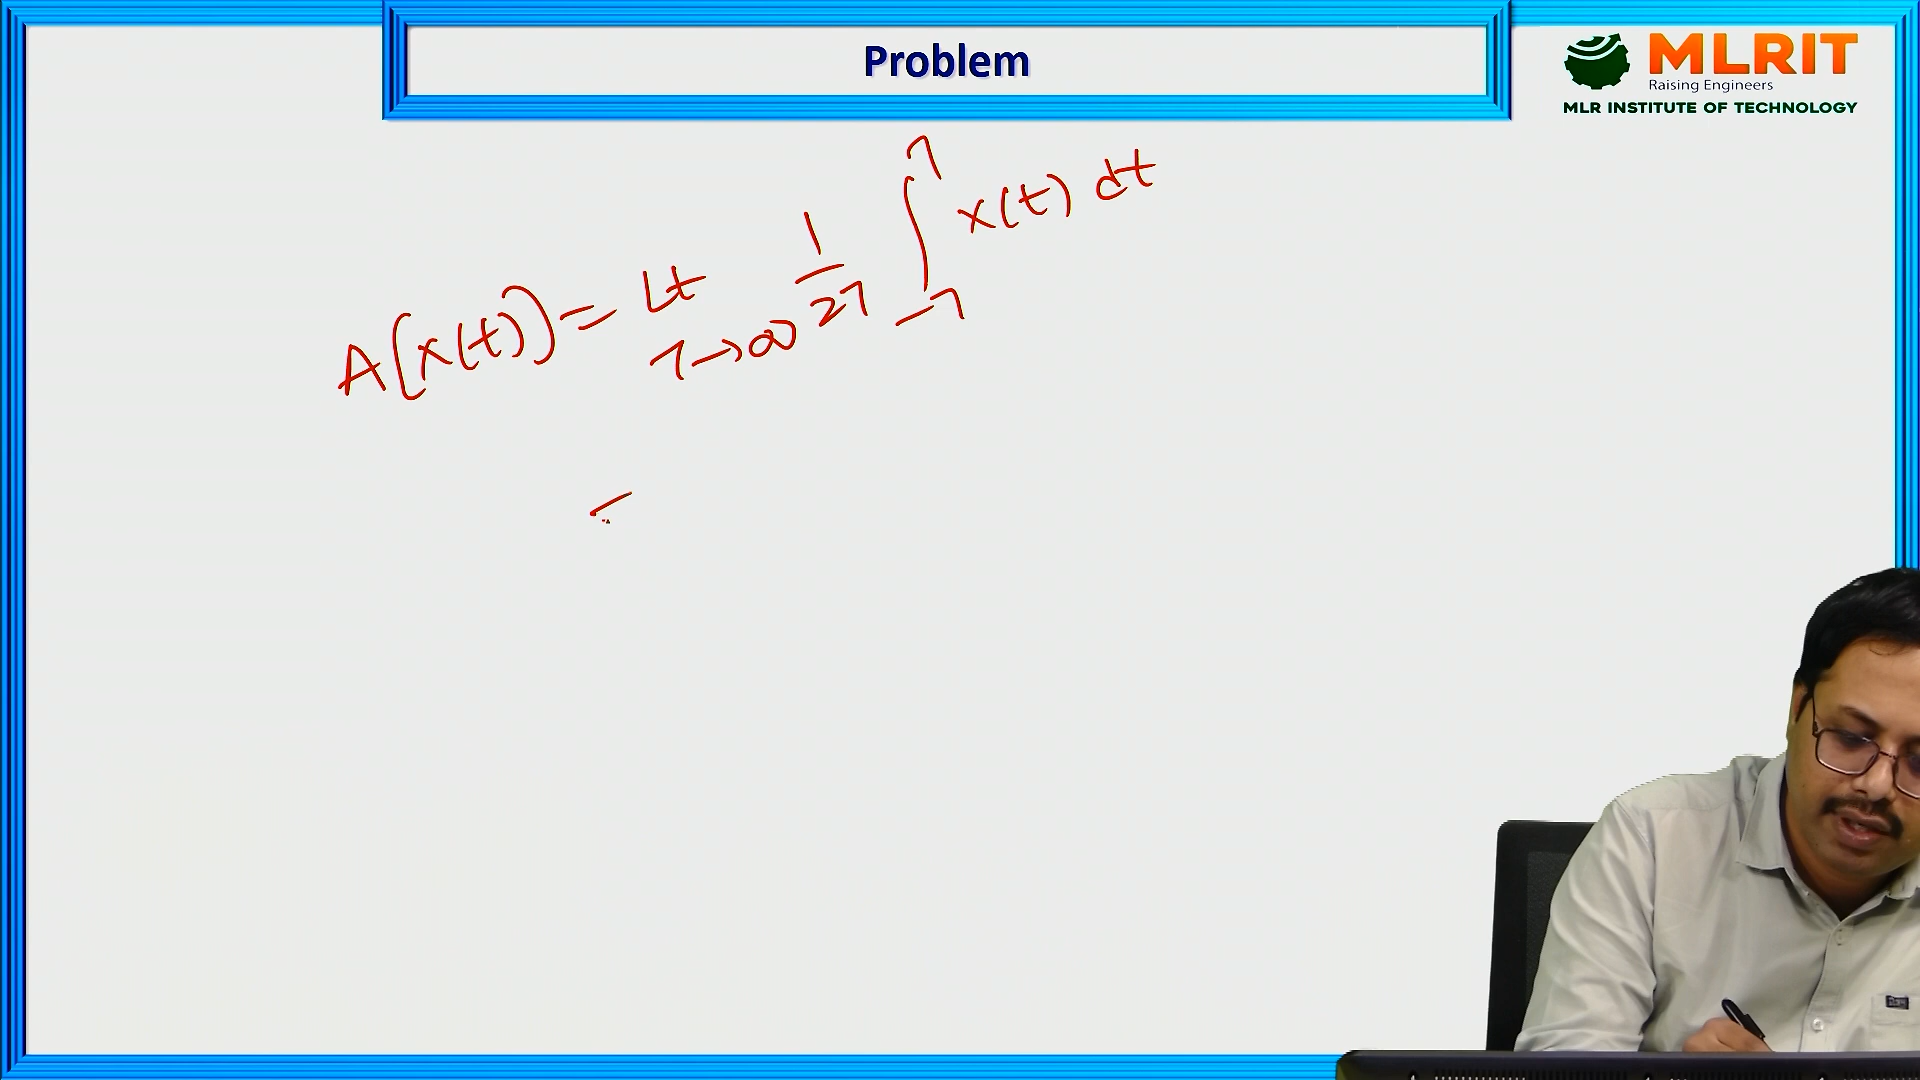 Problem
MLRIT
Raising Engineers
MLR INSTITUTE OF TECHNOLOGY
A[x(t)] = Lt T→∞ 1/2T ∫_{-T}^{T} x(t) dt
=